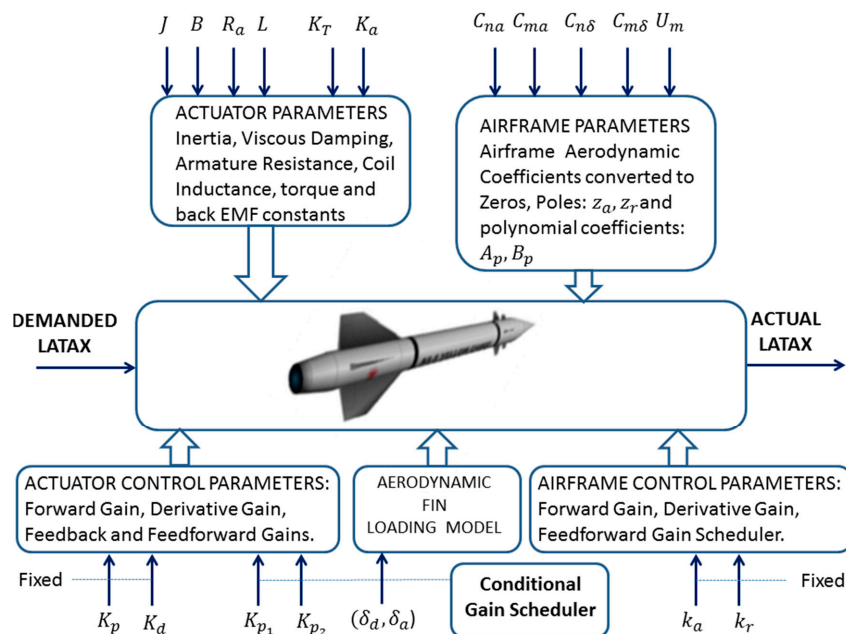 J B R_a L K_T K_a
C_na C_ma C_nδ C_mδ U_m
ACTUATOR PARAMETERS
Inertia, Viscous Damping,
Armature Resistance, Coil
Inductance, torque and
back EMF constants
AIRFRAME PARAMETERS
Airframe Aerodynamic
Coefficients converted to
Zeros, Poles: z_a, z_r and
polynomial coefficients:
A_p, B_p
DEMANDED
LATAX
ACTUAL
LATAX
ACTUATOR CONTROL PARAMETERS:
Forward Gain, Derivative Gain,
Feedback and Feedforward Gains.
AERODYNAMIC
FIN
LOADING MODEL
AIRFRAME CONTROL PARAMETERS:
Forward Gain, Derivative Gain,
Feedforward Gain Scheduler.
Fixed
Conditional
Gain Scheduler
Fixed
K_p K_d K_p1 K_p2 (δ_d, δ_a) k_a k_r